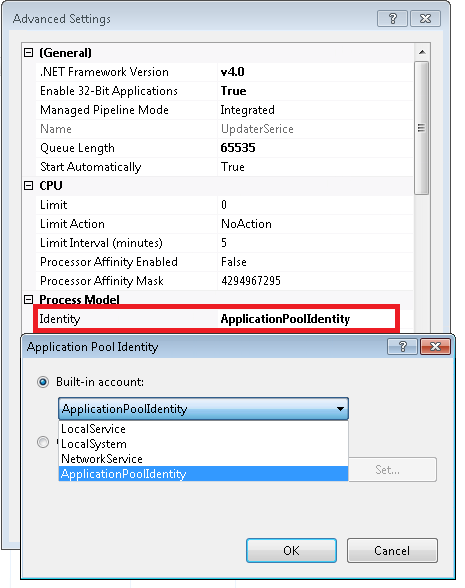 Advanced Settings
(General)
.NET Framework Version v4.0
Enable 32-Bit Applications True
Managed Pipeline Mode Integrated
Name UpdaterSerice
Queue Length 65535
Start Automatically True
CPU
Limit 0
Limit Action NoAction
Limit Interval (minutes) 5
Processor Affinity Enabled False
Processor Affinity Mask 4294967295
Process Model
Identity ApplicationPoolIdentity
Application Pool Identity
Built-in account:
ApplicationPoolIdentity
LocalService
LocalSystem
NetworkService
ApplicationPoolIdentity
Set...
OK Cancel